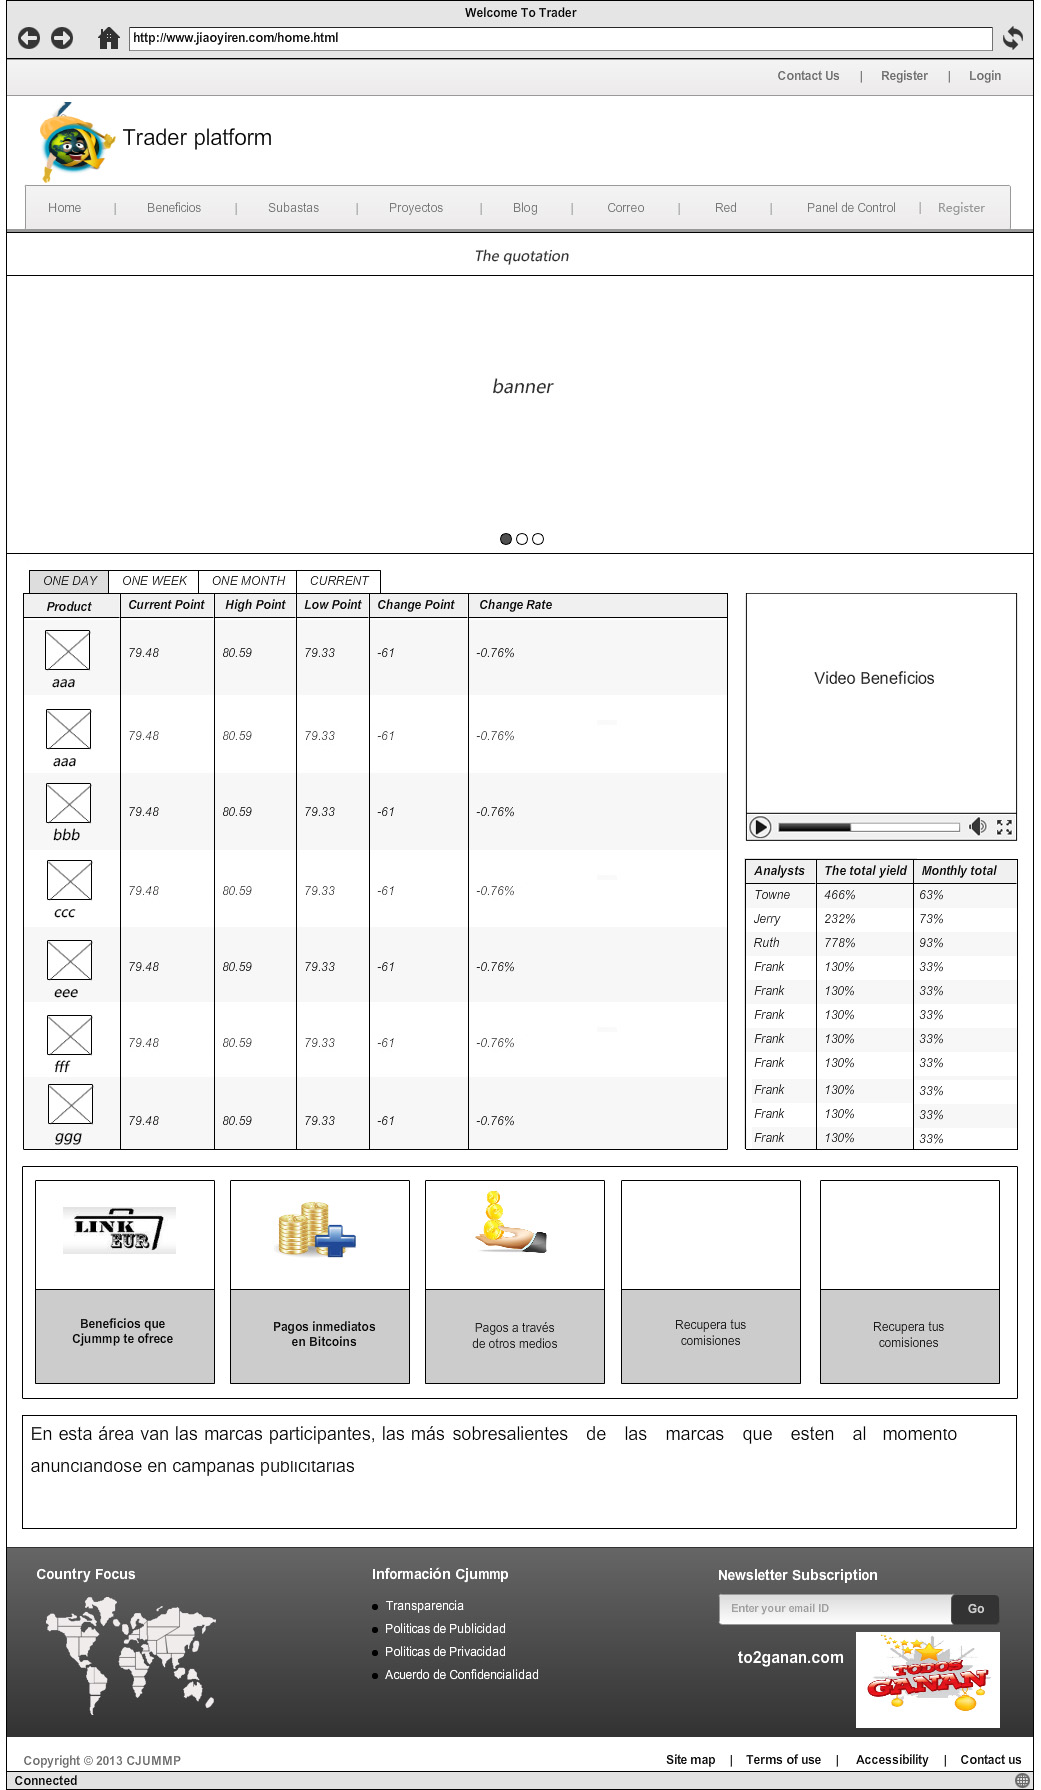 Welcome To Trader
http://www.jiaoyiren.com/home.html
Contact Us | Register | Login
Trader platform
Home | Beneficios | Subastas | Proyectos | Blog | Correo | Red | Panel de Control | Register
The quotation
banner
ONE DAY ONE WEEK ONE MONTH CURRENT
Product Current Point High Point Low Point Change Point Change Rate
79.48 80.59 79.33 -61 -0.76%
aaa
79.48 80.59 79.33 -61 -0.76%
aaa
79.48 80.59 79.33 -61 -0.76%
bbb
79.48 80.59 79.33 -61 -0.76%
ccc
79.48 80.59 79.33 -61 -0.76%
eee
79.48 80.59 79.33 -61 -0.76%
fff
79.48 80.59 79.33 -61 -0.76%
ggg
Video Beneficios
Analysts The total yield Monthly total
Towne 466% 63%
Jerry 232% 73%
Ruth 778% 93%
Frank 130% 33%
Frank 130% 33%
Frank 130% 33%
Frank 130% 33%
Frank 130% 33%
Frank 130% 33%
Frank 130% 33%
Frank 130% 33%
LINK
EUR
Beneficios que
Cjummp te ofrece
Pagos inmediatos
en Bitcoins
Pagos a través
de otros medios
Recupera tus
comisiones
Recupera tus
comisiones
En esta área van las marcas participantes, las más sobresalientes de las marcas que esten al momento
anunciandose en campanas publicitarias
Country Focus
Información Cjummp
Transparencia
Politicas de Publicidad
Politicas de Privacidad
Acuerdo de Confidencialidad
Newsletter Subscription
Enter your email ID Go
to2ganan.com
TODOS
GANAN
Copyright © 2013 CJUMMP
Site map | Terms of use | Accessibility | Contact us
Connected